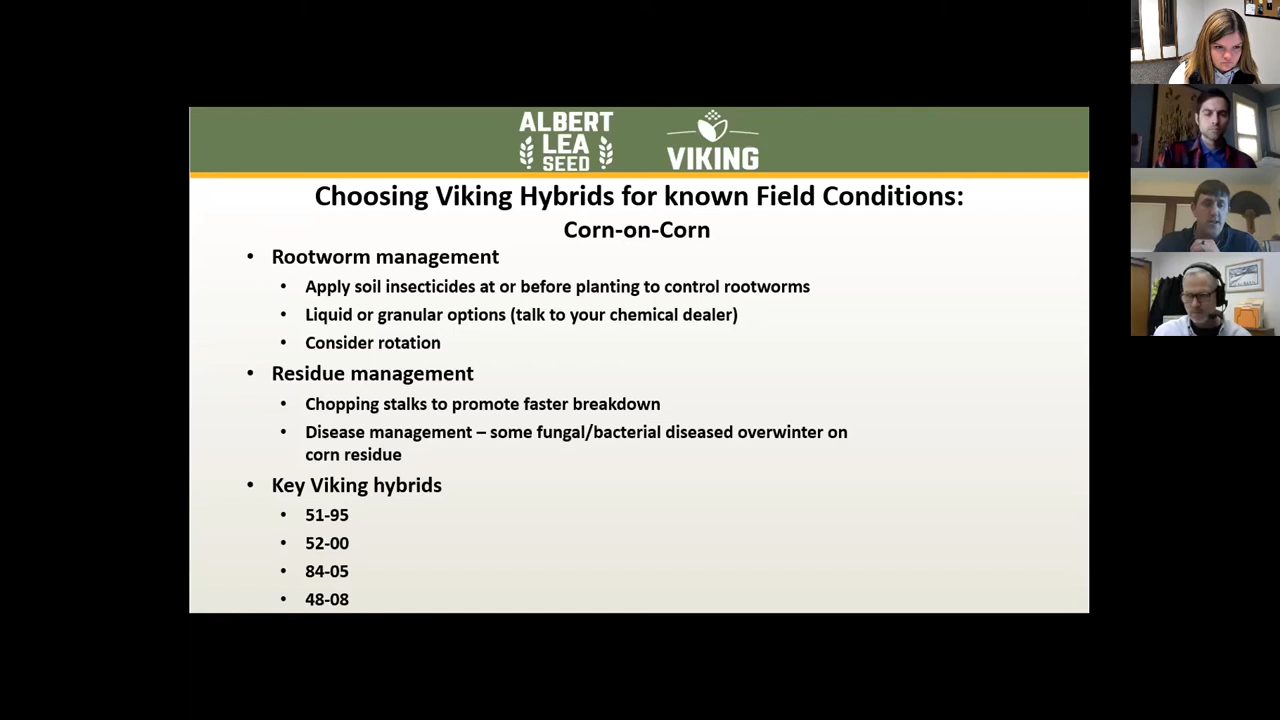 ALBERT
LEA
SEED
VIKING
Choosing Viking Hybrids for known Field Conditions:
Corn-on-Corn
• Rootworm management
• Apply soil insecticides at or before planting to control rootworms
• Liquid or granular options (talk to your chemical dealer)
• Consider rotation
• Residue management
• Chopping stalks to promote faster breakdown
• Disease management – some fungal/bacterial diseased overwinter on
corn residue
• Key Viking hybrids
• 51-95
• 52-00
• 84-05
• 48-08